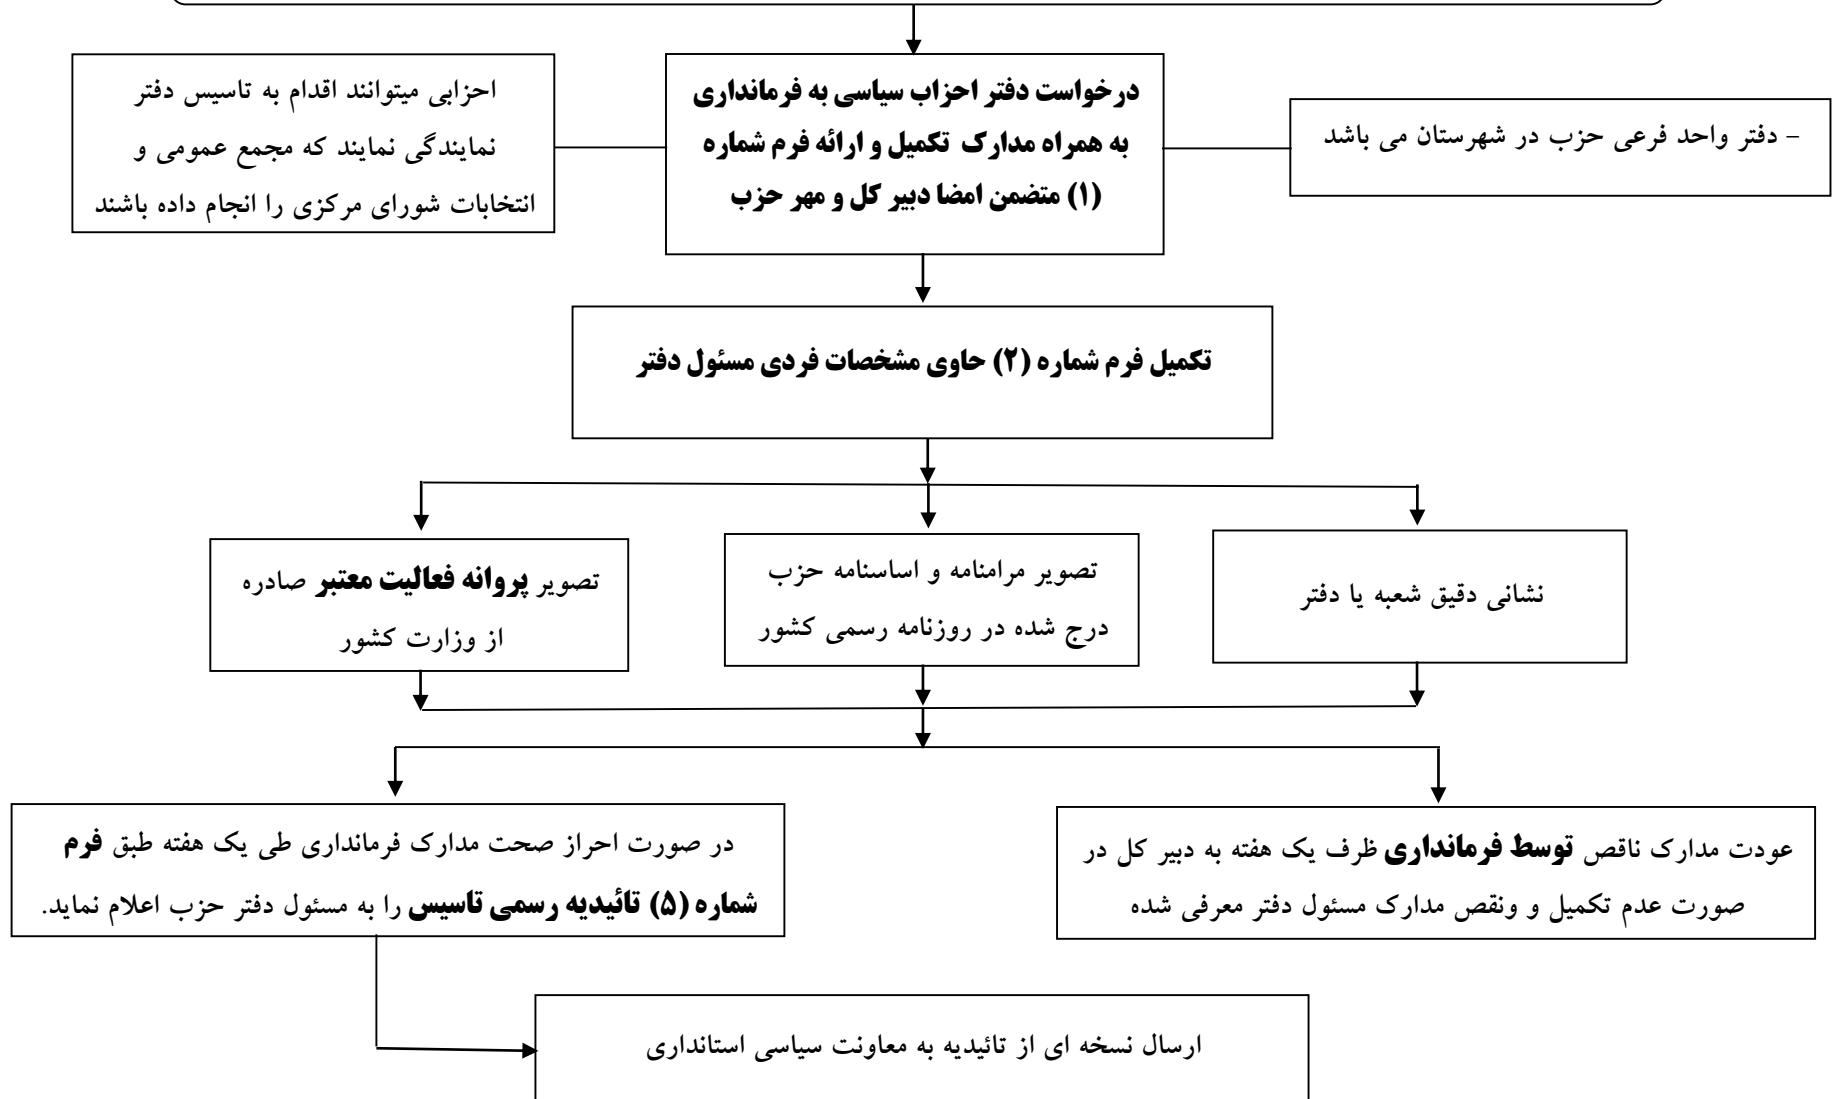 درخواست دفتر احزاب سیاسی به فرمانداری
به همراه مدارک تکمیل و ارائه فرم شماره
(۱) متضمن امضا دبیر کل و مهر حزب
- دفتر واحد فرعی حزب در شهرستان می باشد
احزابی میتوانند اقدام به تاسیس دفتر
نمایندگی نمایند که مجمع عمومی و
انتخابات شورای مرکزی را انجام داده باشند
تکمیل فرم شماره (۲) حاوی مشخصات فردی مسئول دفتر
نشانی دقیق شعبه یا دفتر
تصویر مرامنامه و اساسنامه حزب
درج شده در روزنامه رسمی کشور
تصویر پروانه فعالیت معتبر صادره
از وزارت کشور
عودت مدارک ناقص توسط فرمانداری ظرف یک هفته به دبیر کل در
صورت عدم تکمیل و ونقص مدارک مسئول دفتر معرفی شده
در صورت احراز صحت مدارک فرمانداری طی یک هفته طبق فرم
شماره (۵) تائیدیه رسمی تاسیس را به مسئول دفتر حزب اعلام نماید.
ارسال نسخه ای از تائیدیه به معاونت سیاسی استانداری